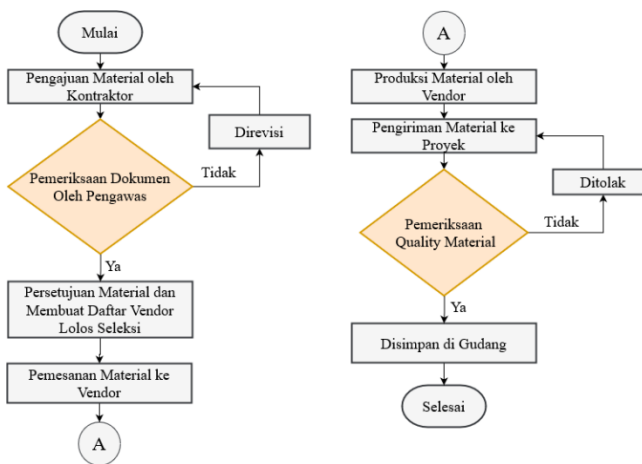 Mulai
Pengajuan Material oleh
Kontraktor
Direvisi
Pemeriksaan Dokumen
Oleh Pengawas
Tidak
Ya
Persetujuan Material dan
Membuat Daftar Vendor
Lolos Seleksi
Pemesanan Material ke
Vendor
A
A
Produksi Material oleh
Vendor
Pengiriman Material ke
Proyek
Ditolak
Pemeriksaan
Quality Material
Tidak
Ya
Disimpan di Gudang
Selesai